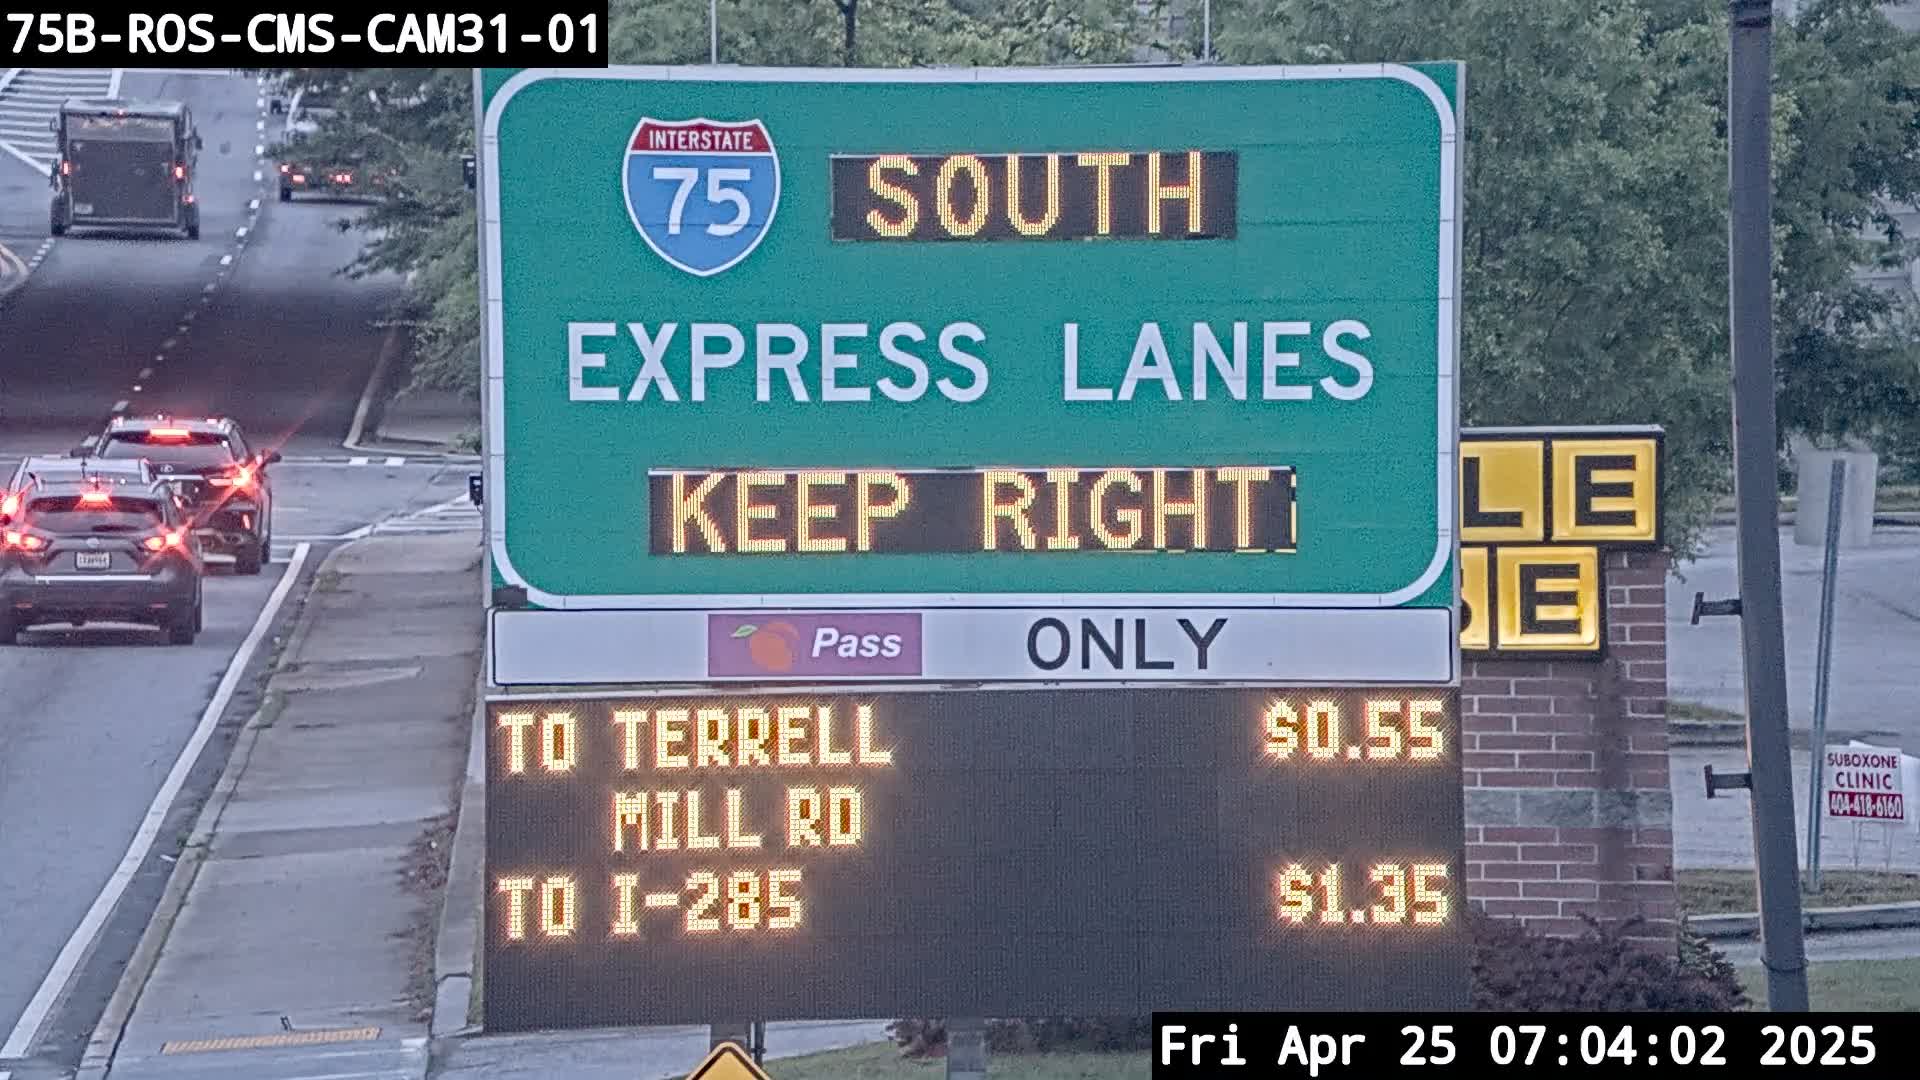 75B-ROS-CMS-CAM31-01
INTERSTATE
75
SOUTH
EXPRESS LANES
KEEP RIGHT
Pass ONLY
TO TERRELL $0.55
MILL RD
TO I-285 $1.35
LE
E
SUBOXONE
CLINIC
404-418-6160
Fri Apr 25 07:04:02 2025